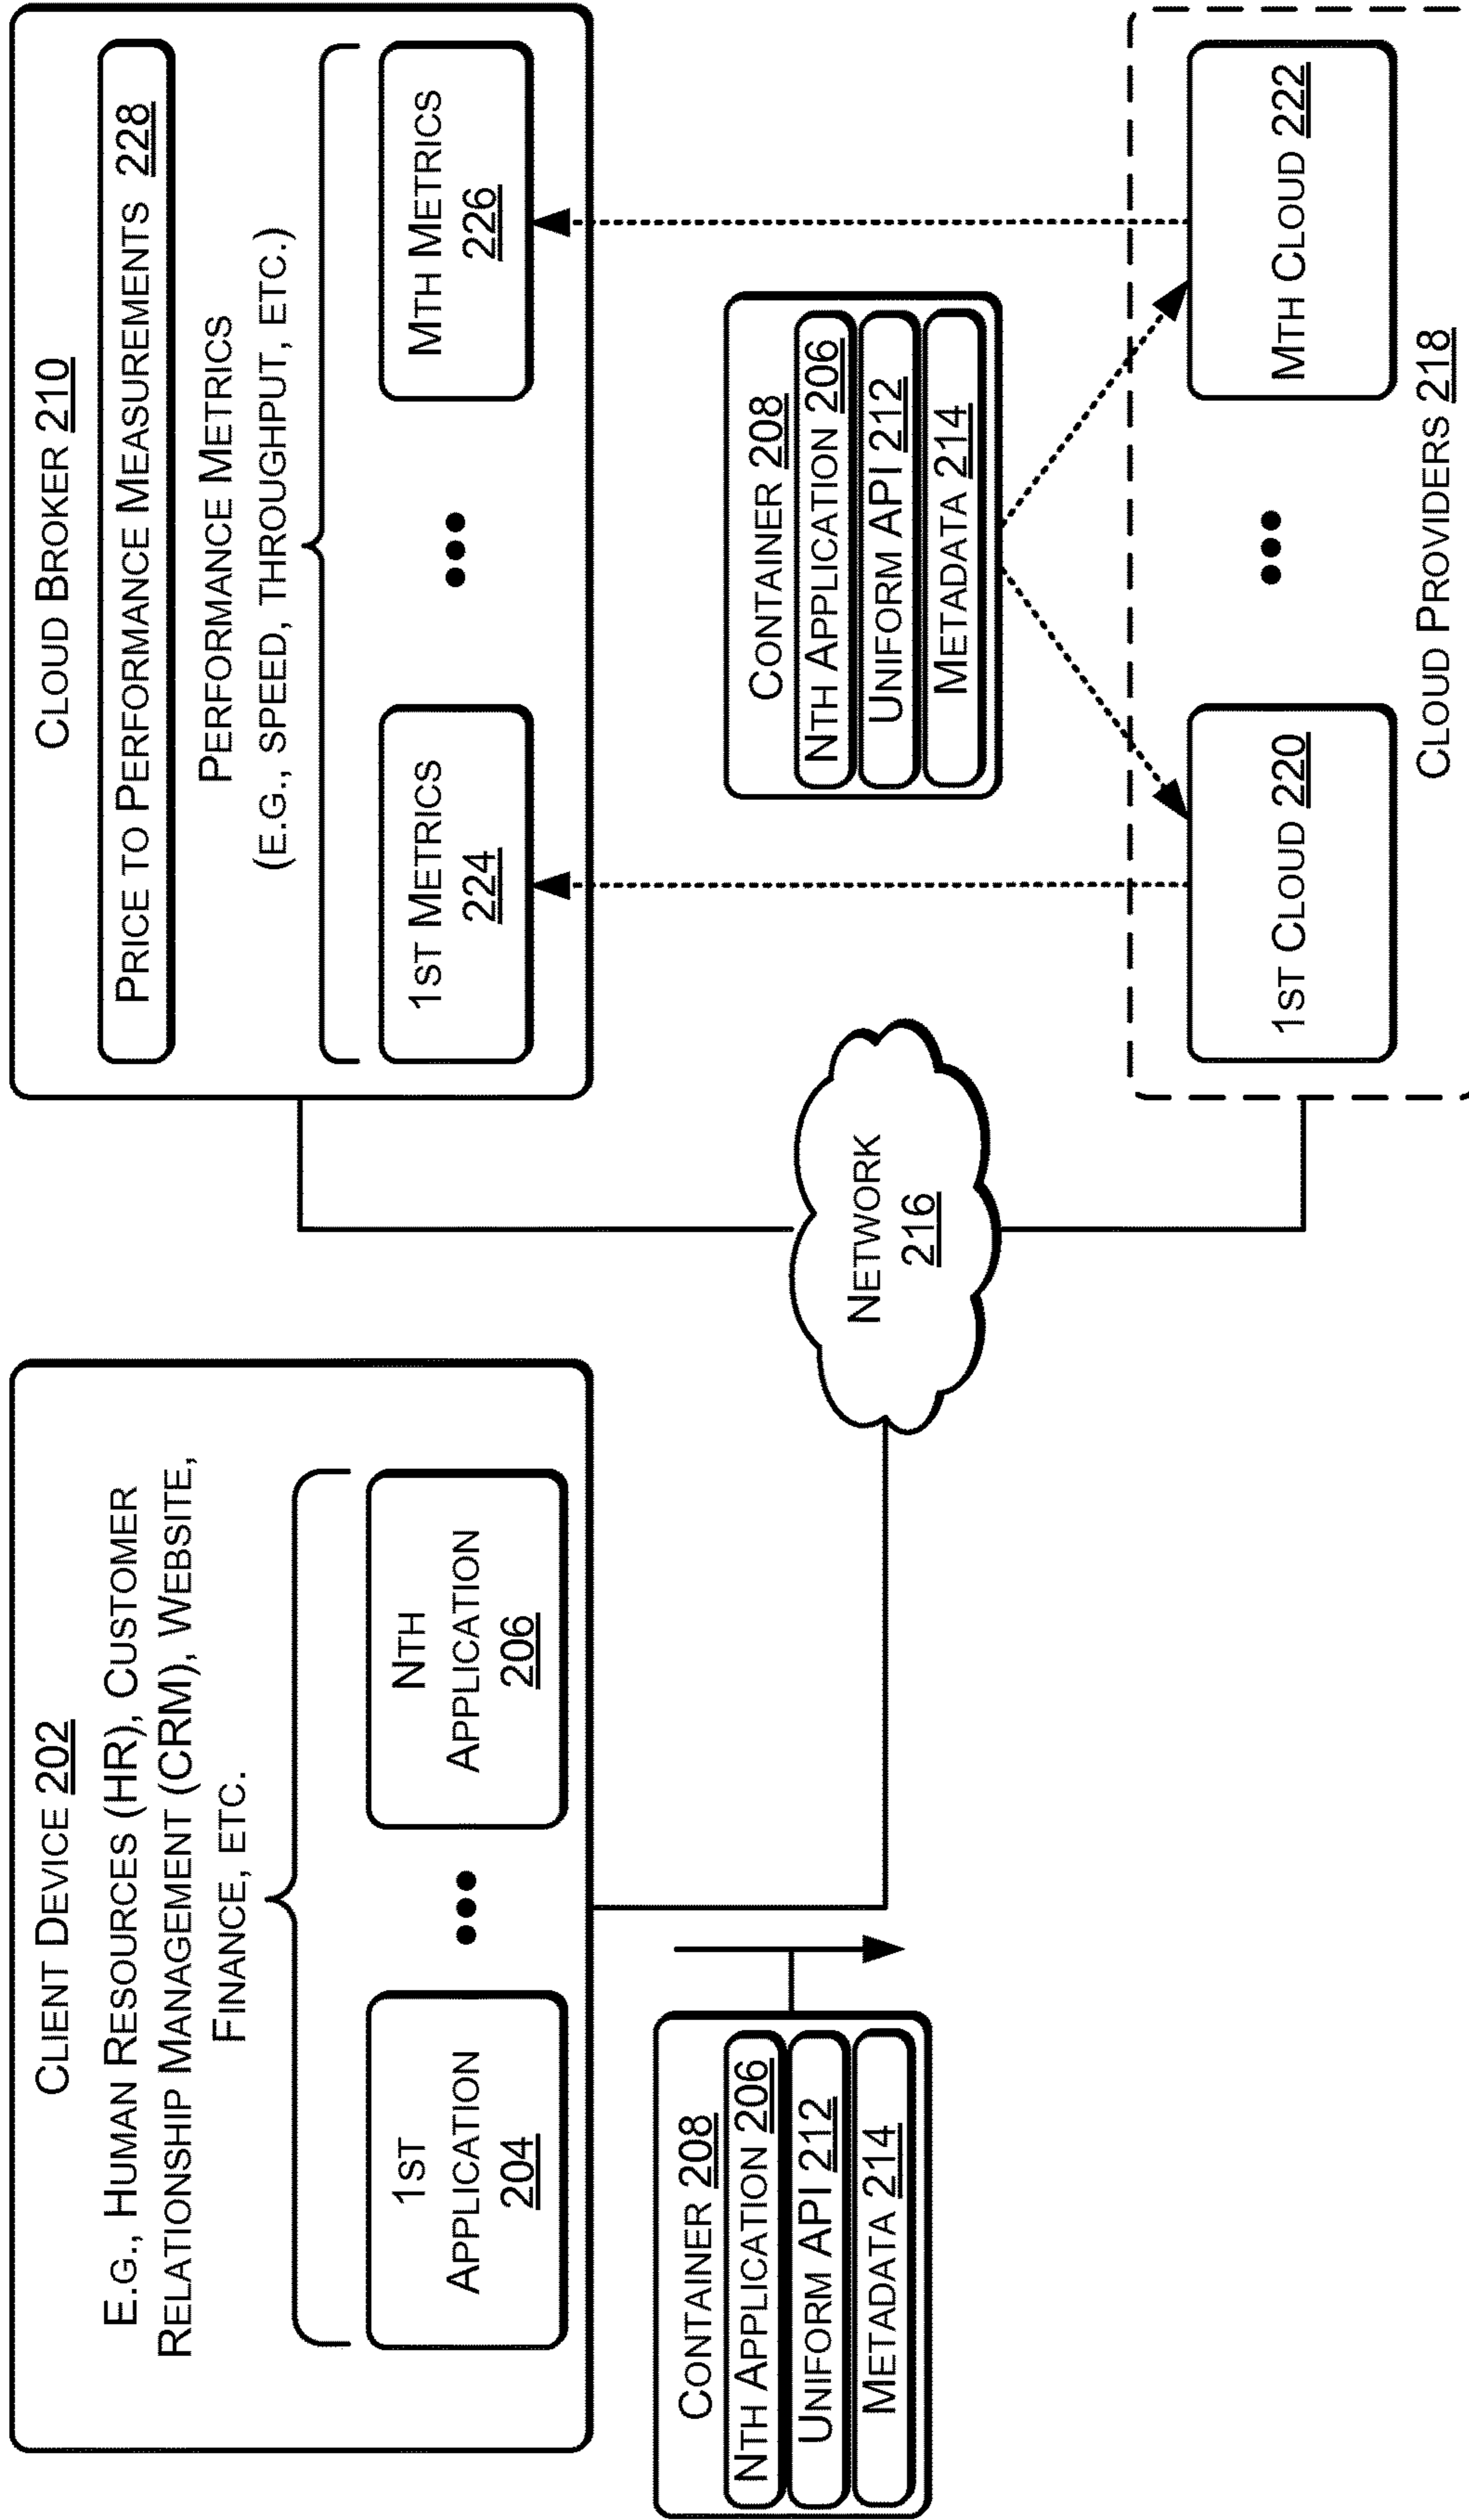 CLIENT DEVICE 202
E.G., HUMAN RESOURCES (HR), CUSTOMER
RELATIONSHIP MANAGEMENT (CRM), WEBSITE,
FINANCE, ETC.
1ST
APPLICATION
204
NTH
APPLICATION
206
CONTAINER 208
NTH APPLICATION 206
UNIFORM API 212
METADATA 214
NETWORK
216
CLOUD BROKER 210
PRICE TO PERFORMANCE MEASUREMENTS 228
PERFORMANCE METRICS
(E.G., SPEED, THROUGHPUT, ETC.)
1ST METRICS
224
MTH METRICS
226
CONTAINER 208
NTH APPLICATION 206
UNIFORM API 212
METADATA 214
1ST CLOUD 220
MTH CLOUD 222
CLOUD PROVIDERS 218